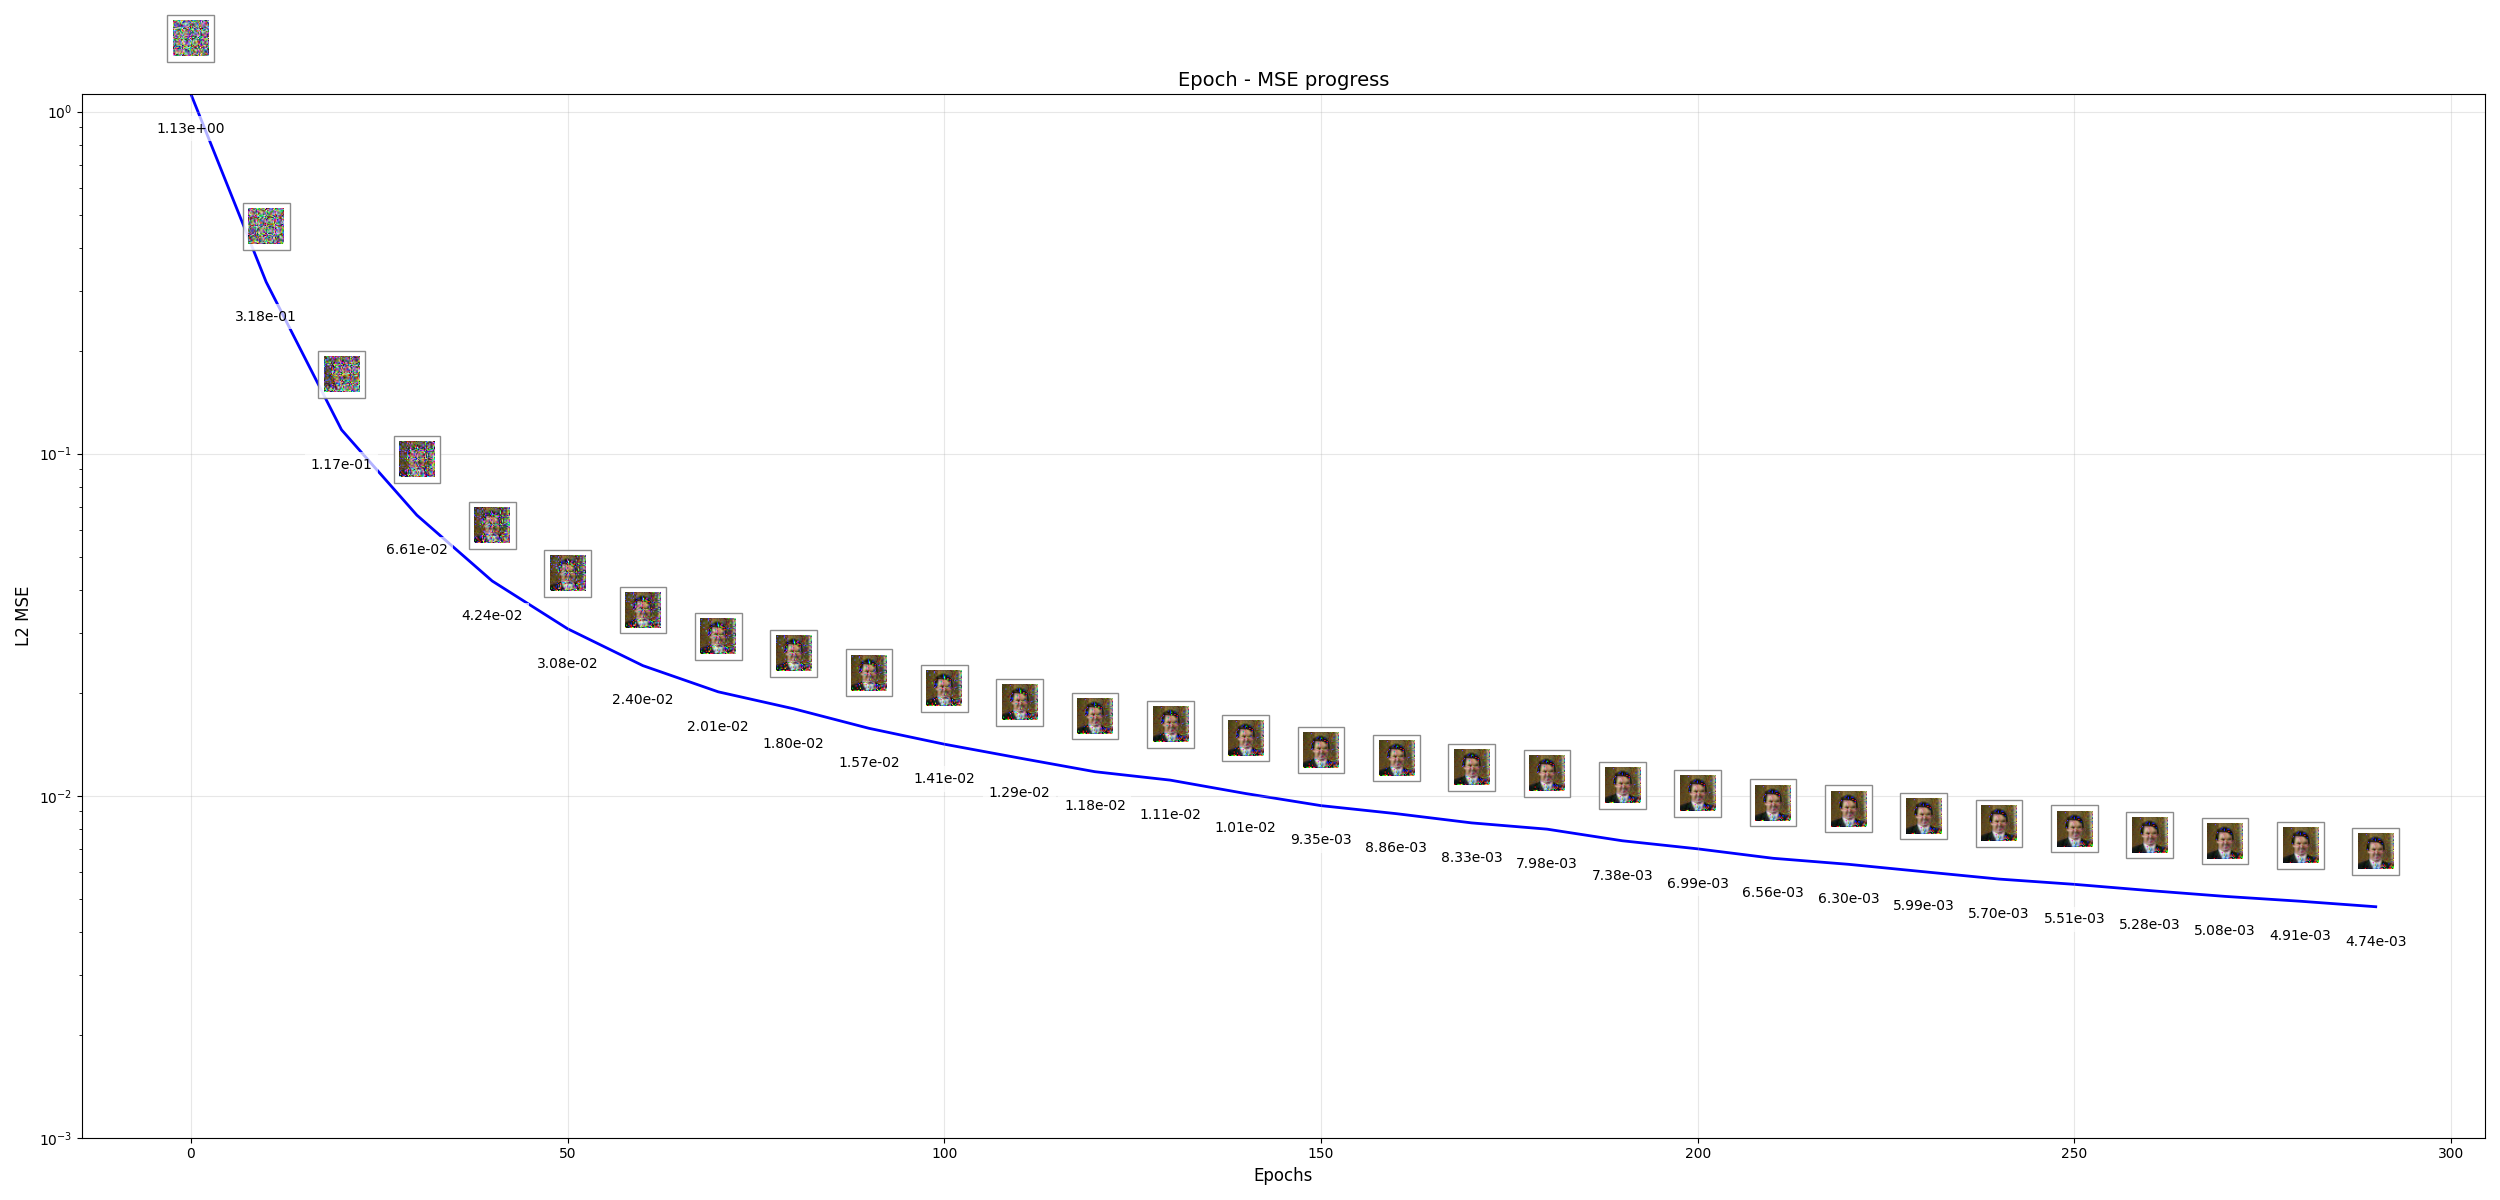 Epoch - MSE progress
10⁰
10⁻¹
10⁻²
10⁻³
L2 MSE
1.13e+00
3.18e-01
1.17e-01
6.61e-02
4.24e-02
3.08e-02
2.40e-02
2.01e-02
1.80e-02
1.57e-02
1.41e-02
1.29e-02
1.18e-02
1.11e-02
1.01e-02
9.35e-03
8.86e-03
8.33e-03
7.98e-03
7.38e-03
6.99e-03
6.56e-03
6.30e-03
5.99e-03
5.70e-03
5.51e-03
5.28e-03
5.08e-03
4.91e-03
4.74e-03
0 50 100 150 200 250 300
Epochs